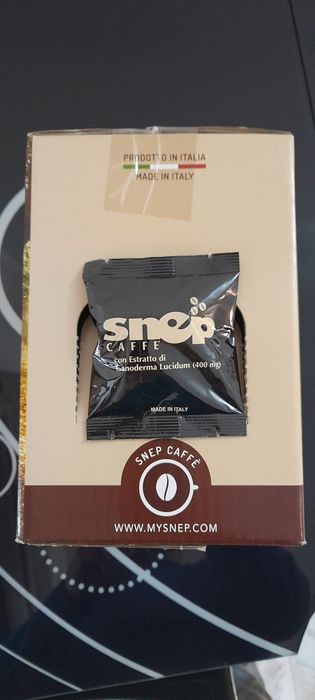 PRODOTTO IN ITALIA
MADE IN ITALY
snep
CAFFÈ
con Estratto di
Ganoderma Lucidum (400 mg)
MADE IN ITALY
SNEP CAFFÈ
WWW.MYSNEP.COM